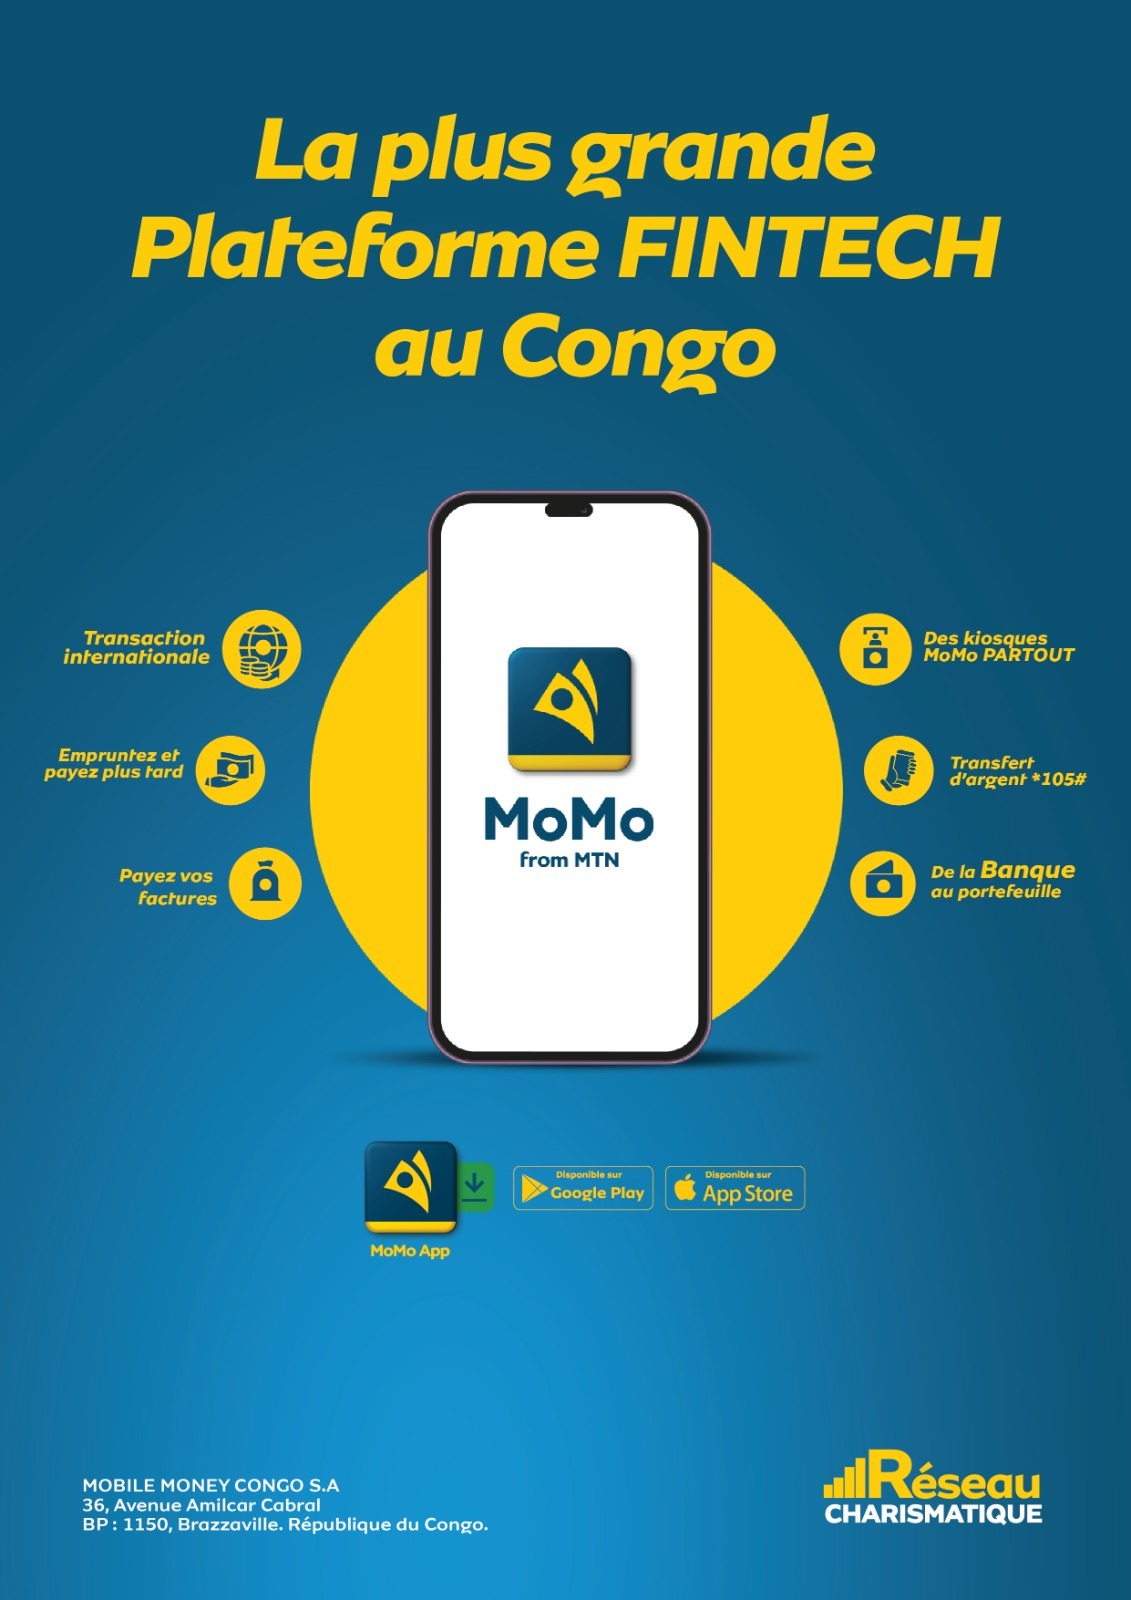 La plus grande
Plateforme FINTECH
au Congo
Transaction
internationale
Empruntez et
payez plus tard
Payez vos
factures
MoMo
from MTN
Des kiosques
MoMo PARTOUT
Transfert
d'argent *105#
De la Banque
au portefeuille
MoMo App
Disponible sur
Google Play
Disponible sur
App Store
MOBILE MONEY CONGO S.A
36, Avenue Amilcar Cabral
BP : 1150, Brazzaville. République du Congo.
Réseau
CHARISMATIQUE